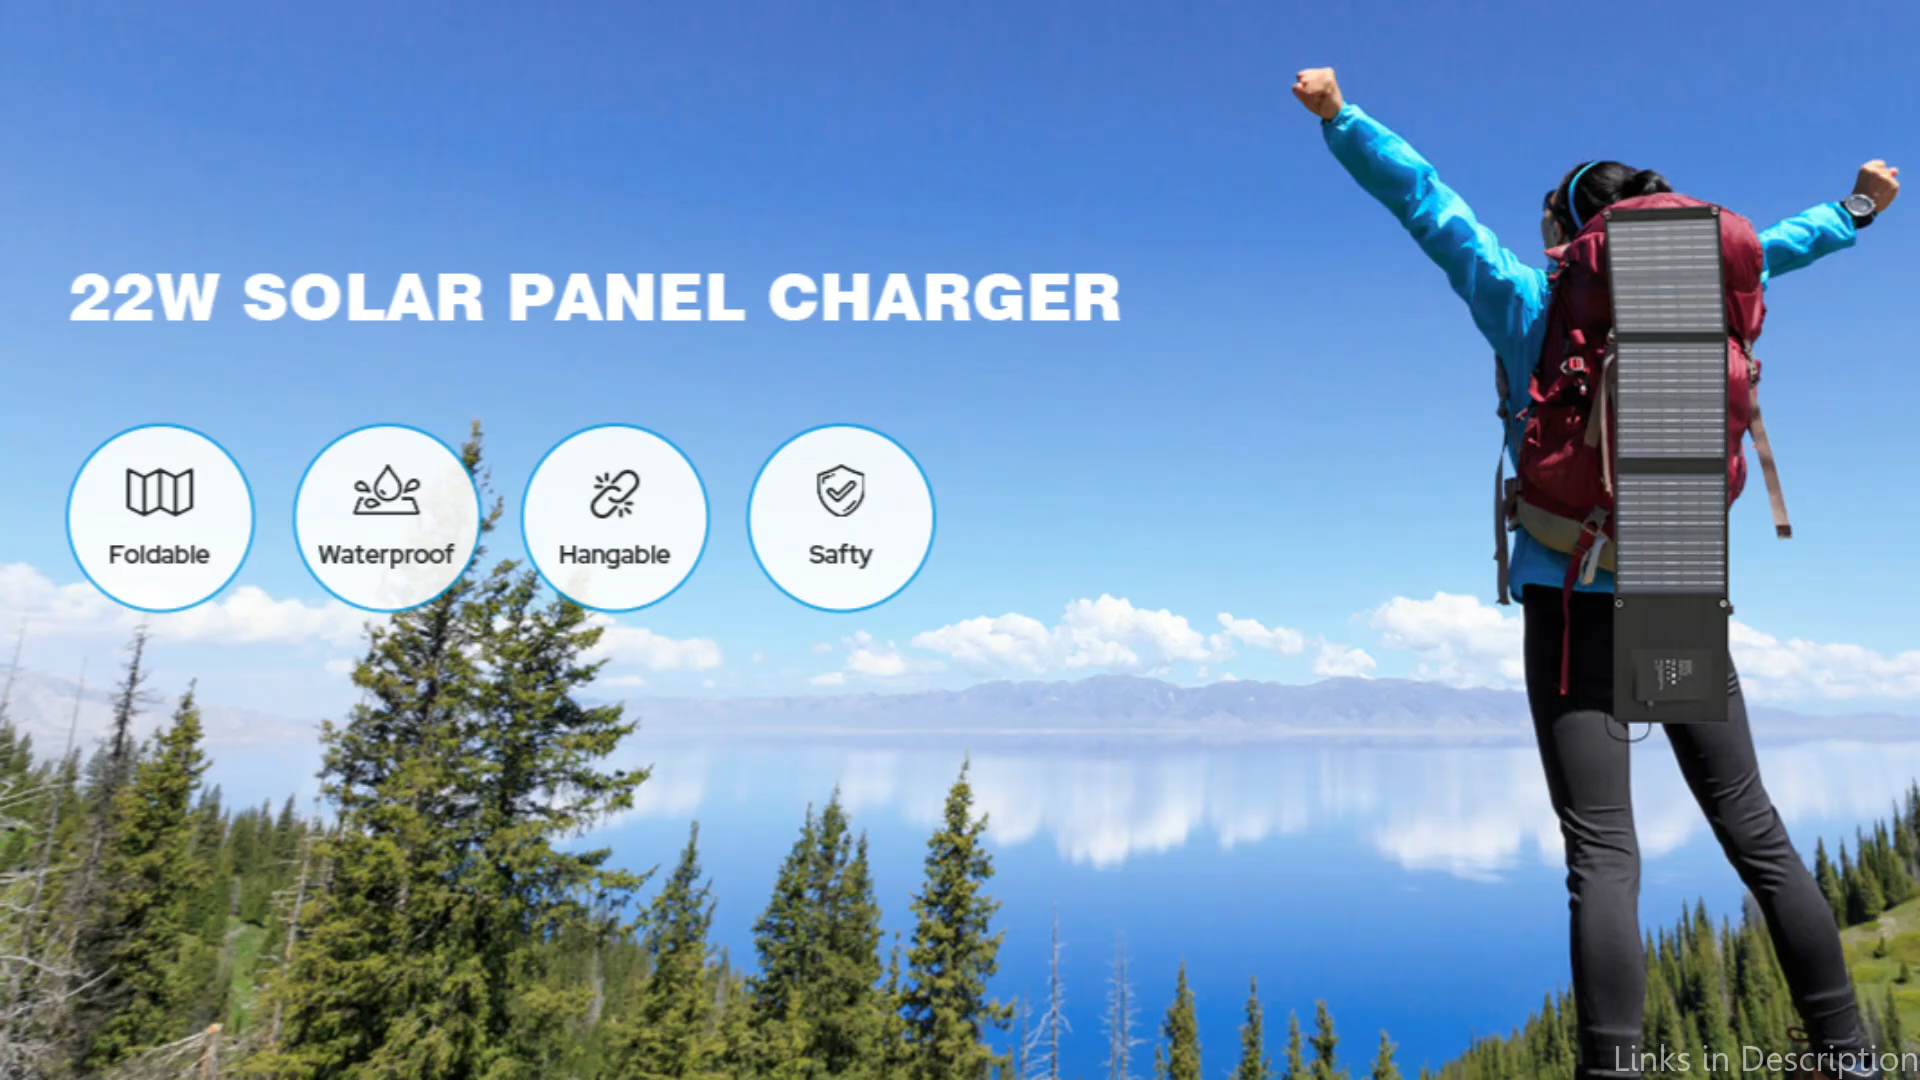 22W SOLAR PANEL CHARGER
Foldable
Waterproof
Hangable
Safty
Links in Description